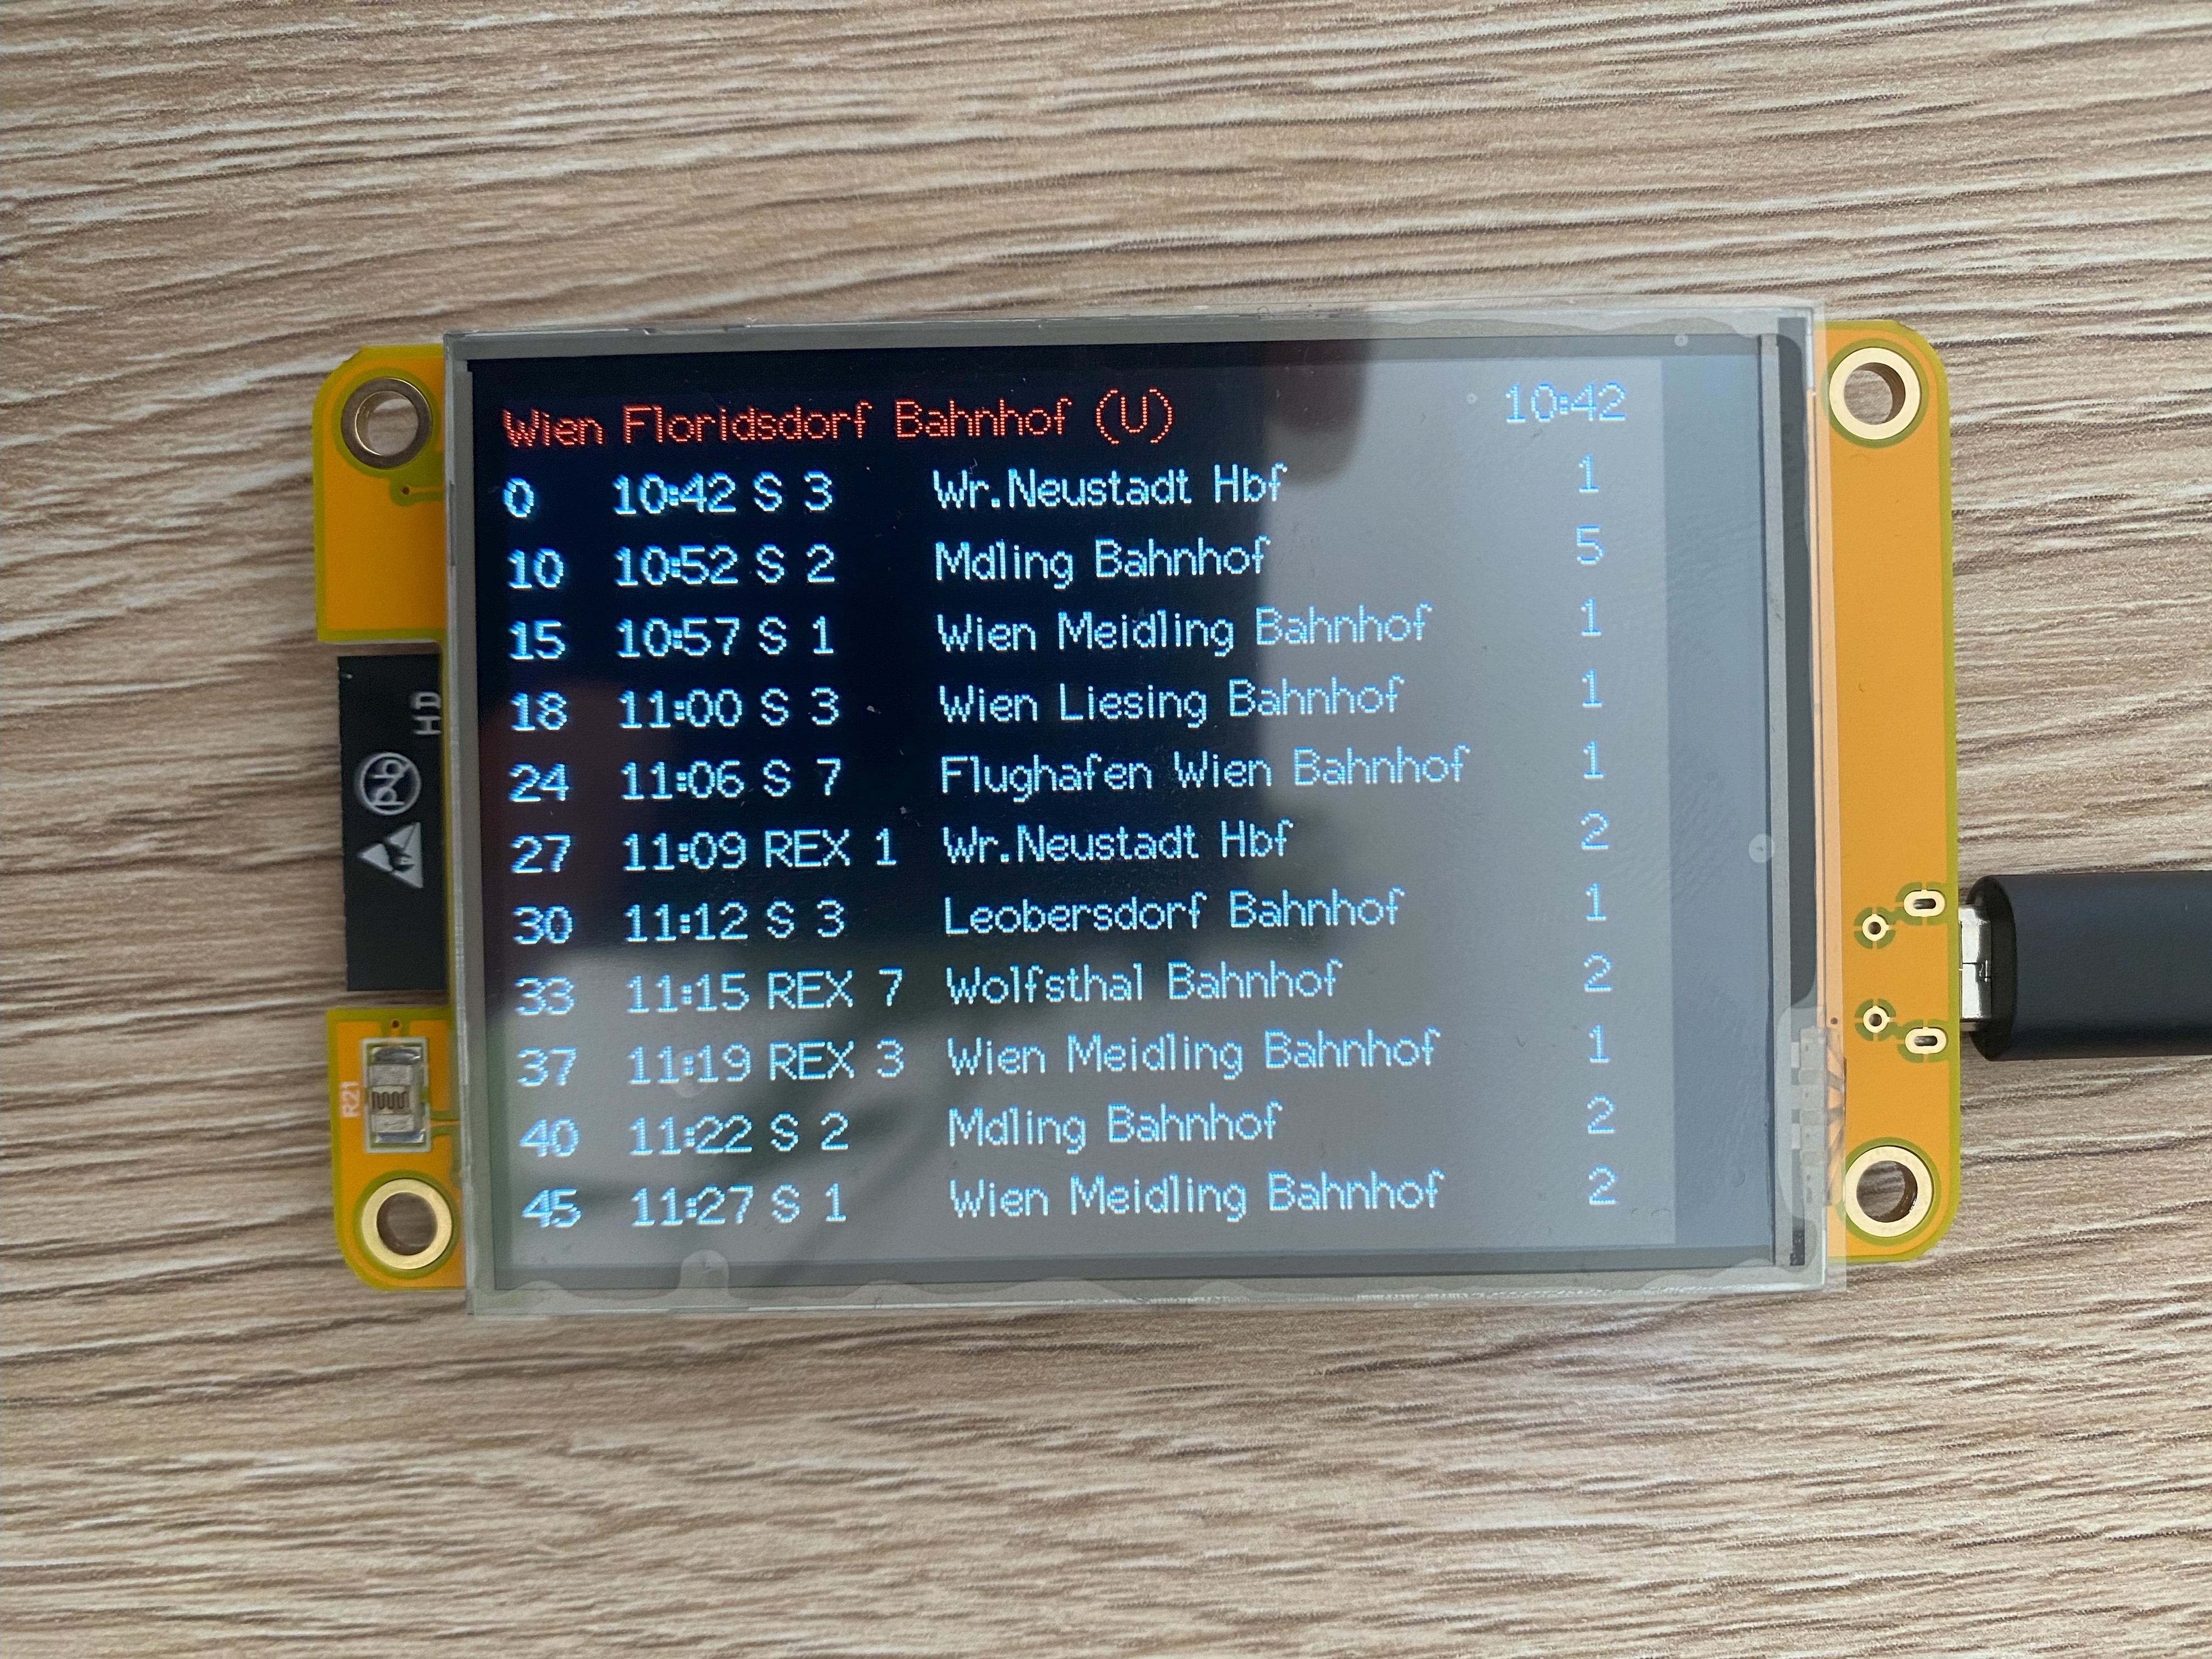 Wien Floridsdorf Bahnhof (U) 10:42
0 10:42 S 3 Wr.Neustadt Hbf 1
10 10:52 S 2 Mdling Bahnhof 5
15 10:57 S 1 Wien Meidling Bahnhof 1
18 11:00 S 3 Wien Liesing Bahnhof 1
24 11:06 S 7 Flughafen Wien Bahnhof 1
27 11:09 REX 1 Wr.Neustadt Hbf 2
30 11:12 S 3 Leobersdorf Bahnhof 1
33 11:15 REX 7 Wolfsthal Bahnhof 2
37 11:19 REX 3 Wien Meidling Bahnhof 1
40 11:22 S 2 Mdling Bahnhof 2
45 11:27 S 1 Wien Meidling Bahnhof 2
Pb
R21